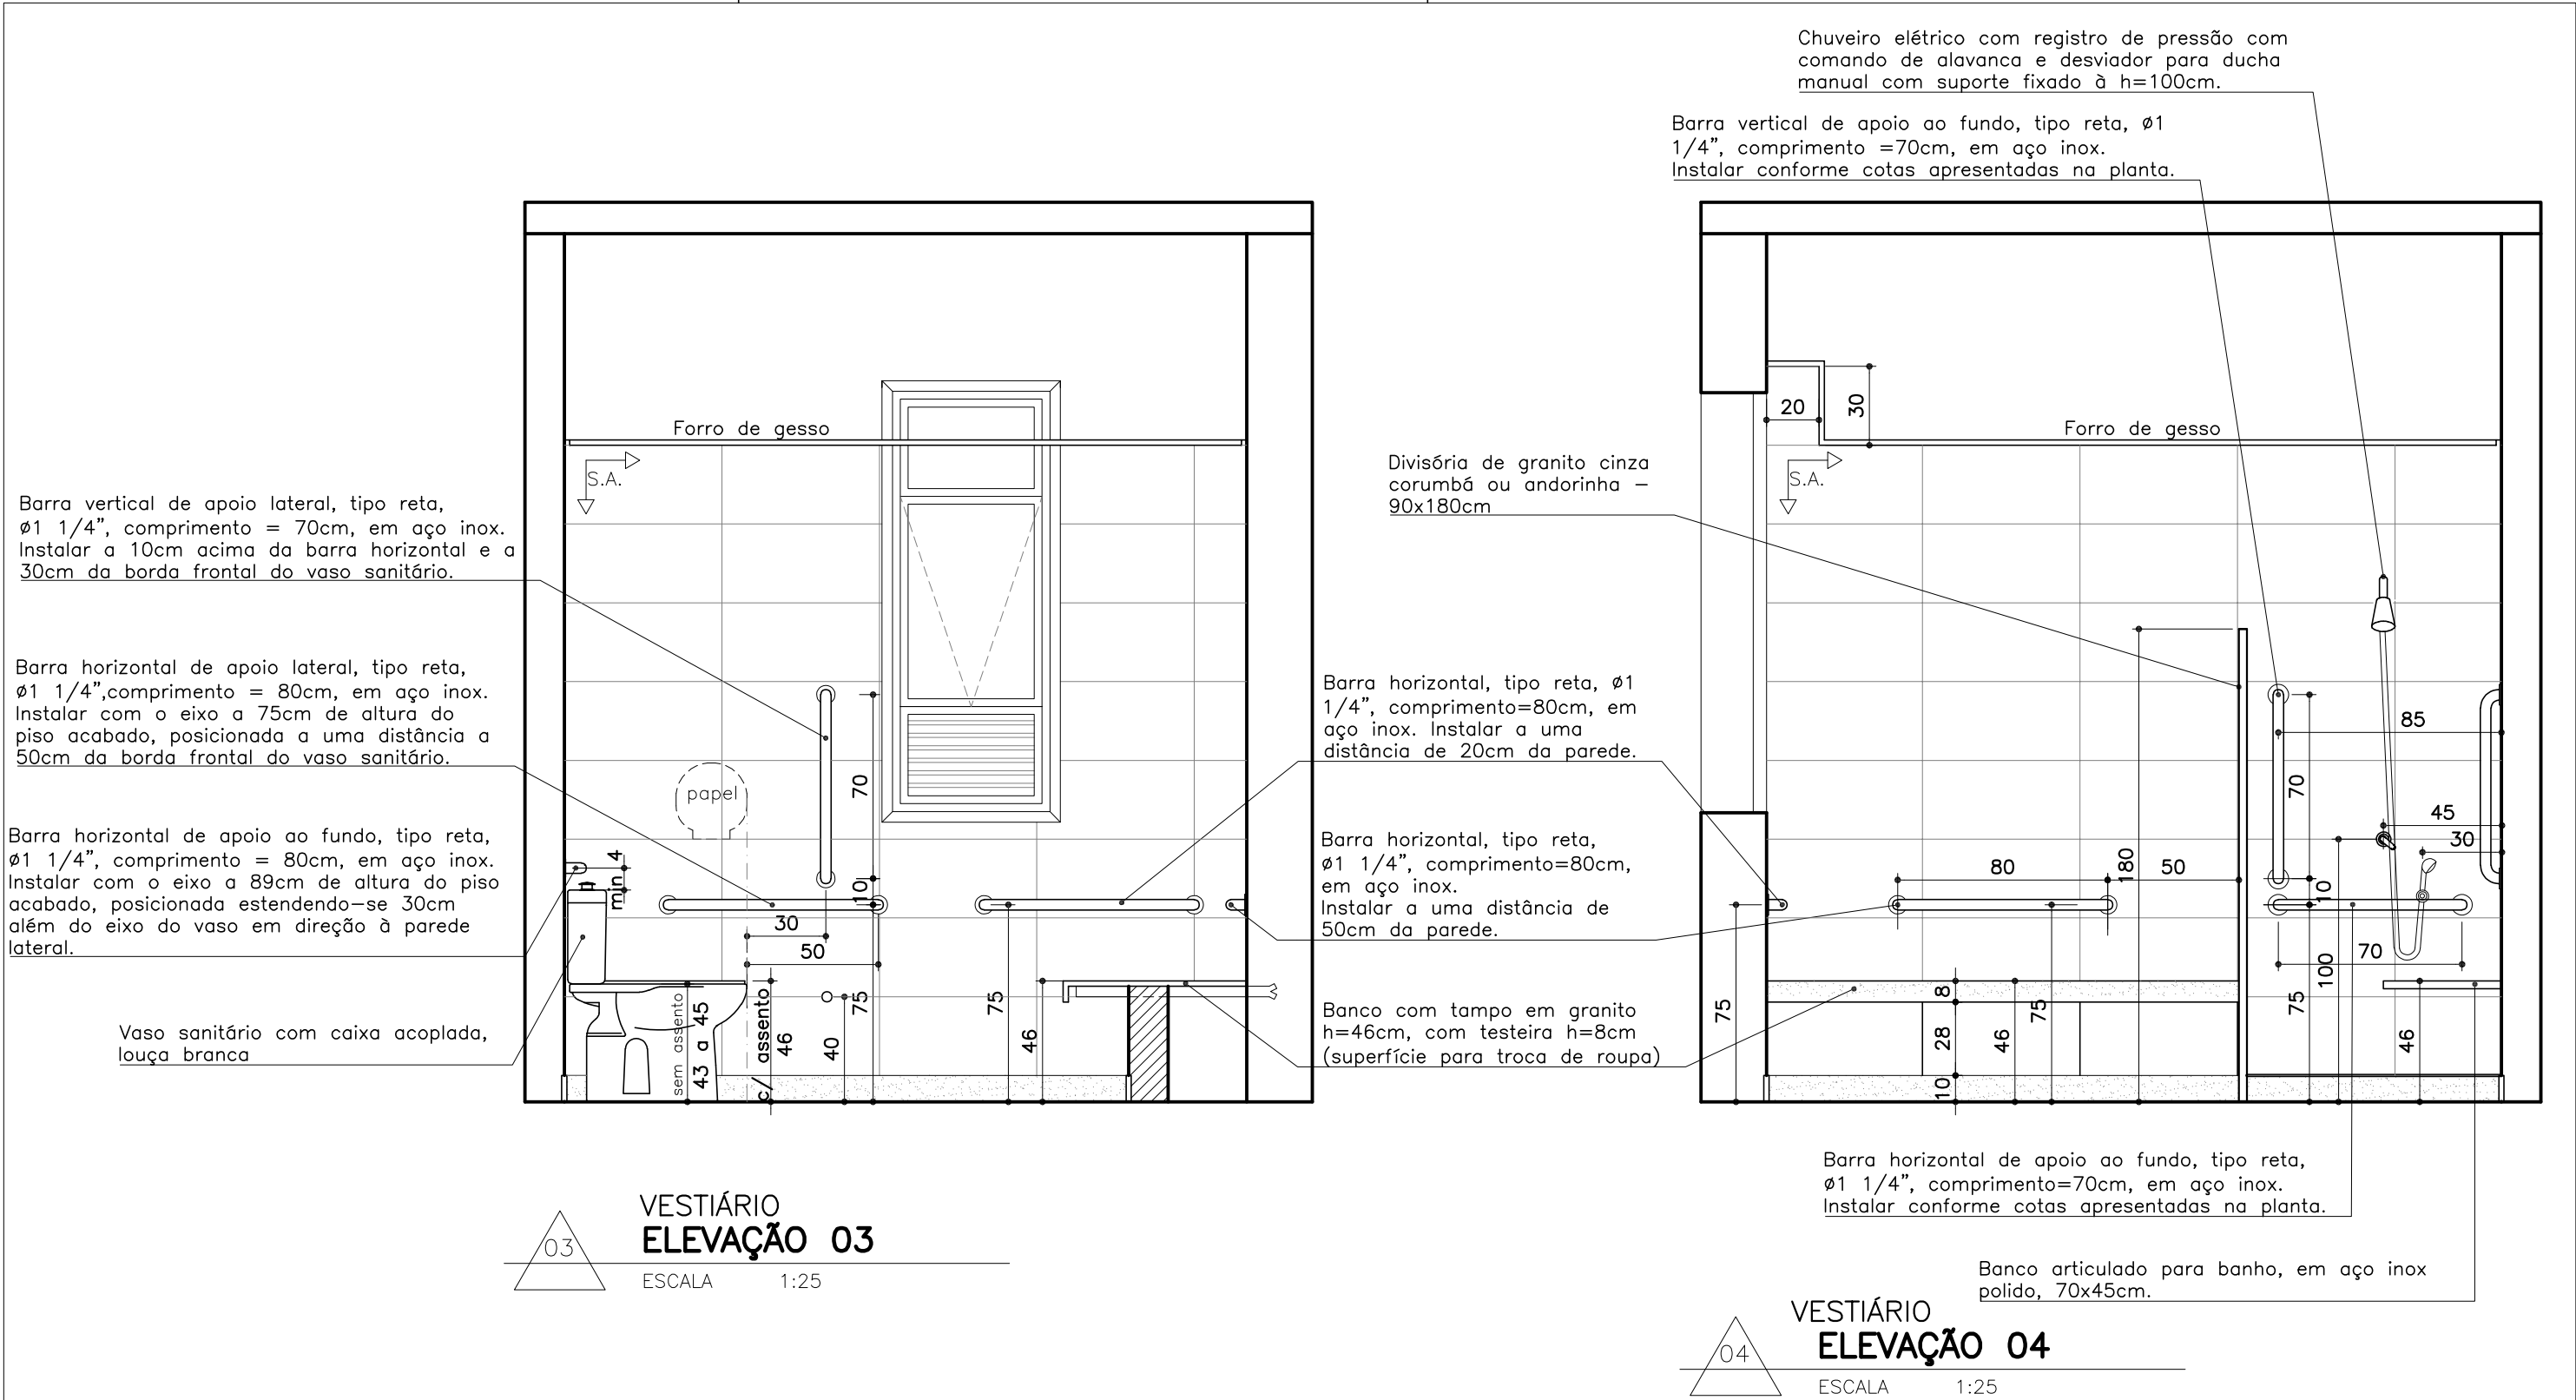 Chuveiro elétrico com registro de pressão com
comando de alavanca e desviador para ducha
manual com suporte fixado à h=100cm.
Barra vertical de apoio ao fundo, tipo reta, ø1
1/4”, comprimento =70cm, em aço inox.
Instalar conforme cotas apresentadas na planta.
Forro de gesso
S.A.
Barra vertical de apoio lateral, tipo reta,
ø1 1/4”, comprimento = 70cm, em aço inox.
Instalar a 10cm acima da barra horizontal e a
30cm da borda frontal do vaso sanitário.
Barra horizontal de apoio lateral, tipo reta,
ø1 1/4”,comprimento = 80cm, em aço inox.
Instalar com o eixo a 75cm de altura do
piso acabado, posicionada a uma distância a
50cm da borda frontal do vaso sanitário.
Barra horizontal de apoio ao fundo, tipo reta,
ø1 1/4”, comprimento = 80cm, em aço inox.
Instalar com o eixo a 89cm de altura do piso
acabado, posicionada estendendo-se 30cm
além do eixo do vaso em direção à parede
lateral.
Vaso sanitário com caixa acoplada,
louça branca
papel
min 4
70
10
30
50
sem assento
43 a 45
c/ assento
46
40
75
75
46
Barra horizontal, tipo reta, ø1
1/4”, comprimento=80cm, em
aço inox. Instalar a uma
distância de 20cm da parede.
Barra horizontal, tipo reta,
ø1 1/4”, comprimento=80cm,
em aço inox.
Instalar a uma distância de
50cm da parede.
Banco com tampo em granito
h=46cm, com testeira h=8cm
(superfície para troca de roupa)
Divisória de granito cinza
corumbá ou andorinha –
90x180cm
20
30
Forro de gesso
S.A.
85
70
45
30
180
80
50
10
70
100
75
75
8
28
10
46
75
46
Barra horizontal de apoio ao fundo, tipo reta,
ø1 1/4”, comprimento=70cm, em aço inox.
Instalar conforme cotas apresentadas na planta.
Banco articulado para banho, em aço inox
polido, 70x45cm.
03
VESTIÁRIO
ELEVAÇÃO 03
ESCALA 1:25
04
VESTIÁRIO
ELEVAÇÃO 04
ESCALA 1:25